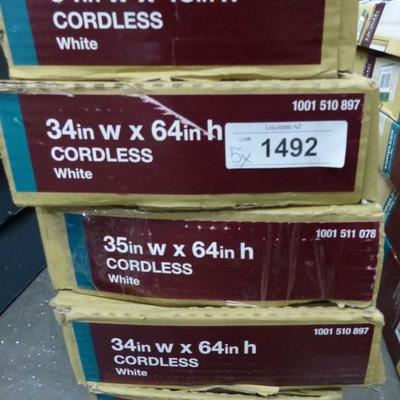 CORDLESS
White
1001 510 897
34in w x 64in h
CORDLESS
White
Liquidate AZ
5x
1492
1001 511 078
35in w x 64in h
CORDLESS
White
1001 510 897
34in w x 64in h
CORDLESS
White